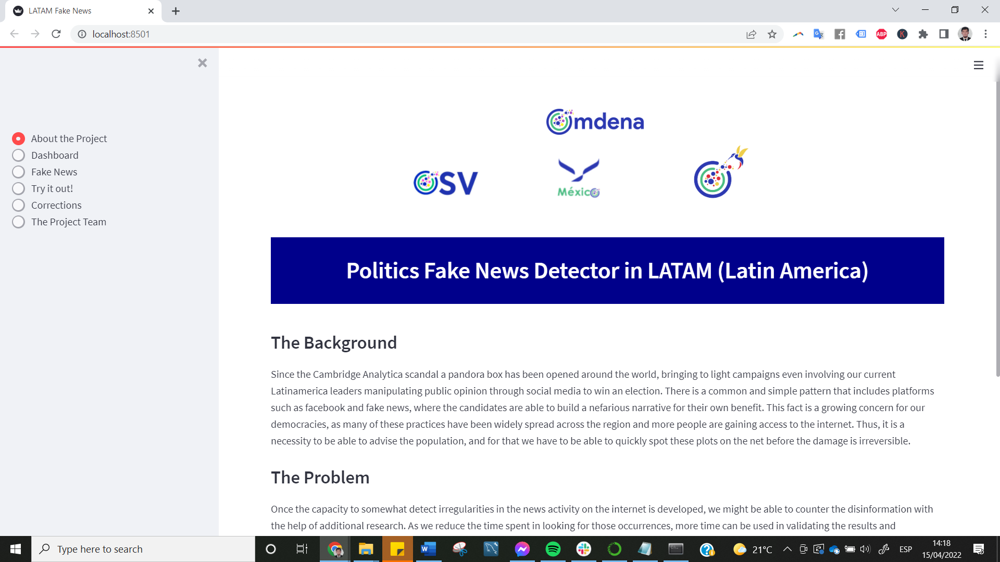 LATAM Fake News
localhost:8501
ABP
K
About the Project
Dashboard
Fake News
Try it out!
Corrections
The Project Team
omdena
OSV
México
Politics Fake News Detector in LATAM (Latin America)
The Background
Since the Cambridge Analytica scandal a pandora box has been opened around the world, bringing to light campaigns even involving our current
Latinamerica leaders manipulating public opinion through social media to win an election. There is a common and simple pattern that includes platforms
such as facebook and fake news, where the candidates are able to build a nefarious narrative for their own benefit. This fact is a growing concern for our
democracies, as many of these practices have been widely spread across the region and more people are gaining access to the internet. Thus, it is a
necessity to be able to advise the population, and for that we have to be able to quickly spot these plots on the net before the damage is irreversible.
The Problem
Once the capacity to somewhat detect irregularities in the news activity on the internet is developed, we might be able to counter the disinformation with
the help of additional research. As we reduce the time spent in looking for those occurrences, more time can be used in validating the results and
Type here to search
21°C
ESP
14:18
15/04/2022